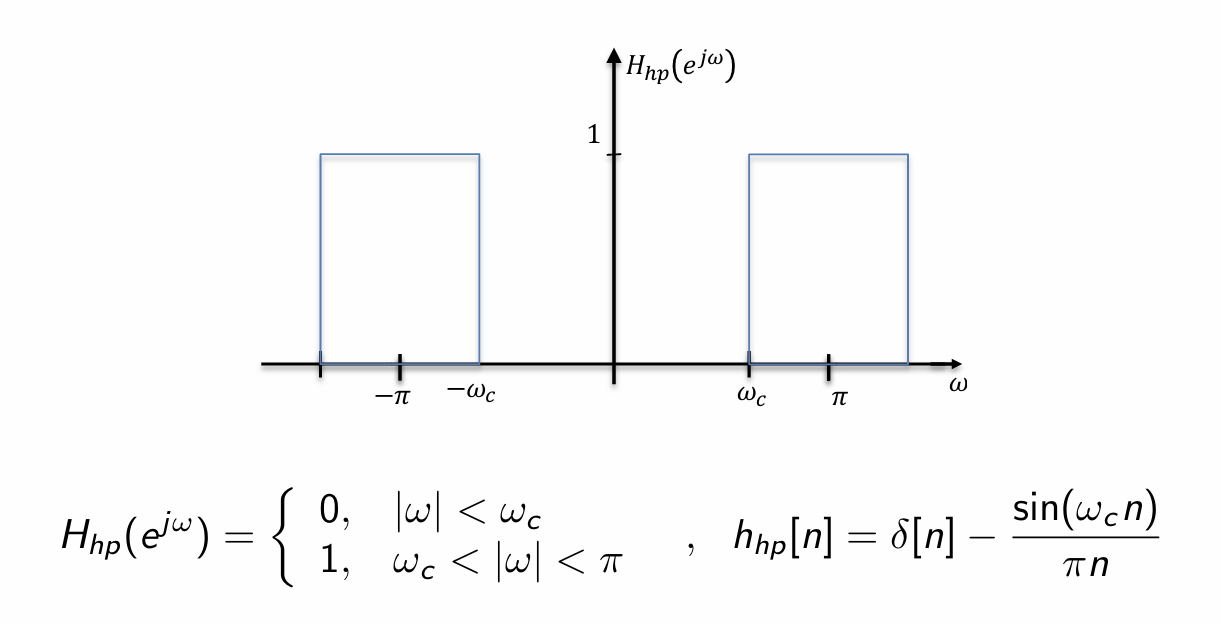 H_{hp}(e^{jω})
1
−π −ω_c ω_c π ω
H_{hp}(e^{jω}) = { 0, |ω| < ω_c
1, ω_c < |ω| < π , h_{hp}[n] = δ[n] − sin(ω_c n) / πn